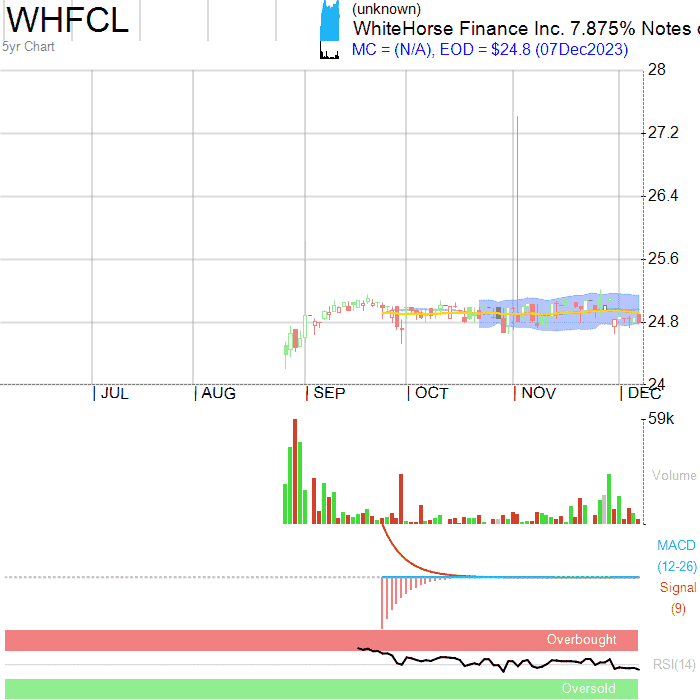 WHFCL
5yr Chart
(unknown)
WhiteHorse Finance Inc. 7.875% Notes
MC = (N/A), EOD = $24.8 (07Dec2023)
28
27.2
26.4
25.6
24.8
24
JUL AUG SEP OCT NOV DEC
59k
Volume
MACD
(12-26)
Signal
(9)
Overbought
RSI(14)
Oversold